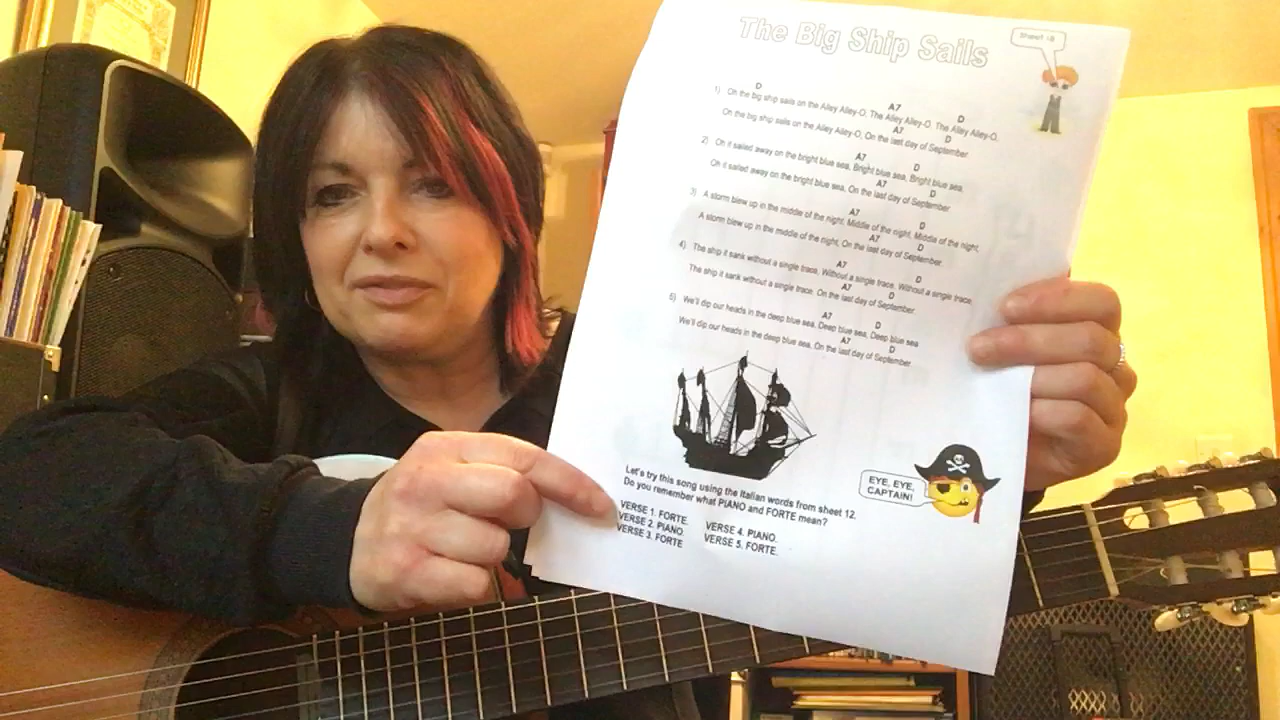 The Big Ship Sails
Sheet 18
D A7 D
1) Oh the big ship sails on the Alley Alley-O, The Alley Alley-O, The Alley Alley-O,
A7 D
Oh the big ship sails on the Alley Alley-O, On the last day of September.
A7 D
2) Oh it sailed away on the bright blue sea, Bright blue sea, Bright blue sea,
A7 D
Oh it sailed away on the bright blue sea, On the last day of September
A7 D
3) A storm blew up in the middle of the night, Middle of the night, Middle of the night,
A7 D
A storm blew up in the middle of the night, On the last day of September.
A7 D
4) The ship it sank without a single trace, Without a single trace, Without a single trace,
A7 D
The ship it sank without a single trace, On the last day of September.
A7 D
5) We'll dip our heads in the deep blue sea, Deep blue sea, Deep blue sea
A7 D
We'll dip our heads in the deep blue sea, On the last day of September
EYE, EYE,
CAPTAIN!
Let's try this song using the Italian words from sheet 12.
Do you remember what PIANO and FORTE mean?
VERSE 1. FORTE. VERSE 4. PIANO.
VERSE 2. PIANO. VERSE 5. FORTE.
VERSE 3. FORTE